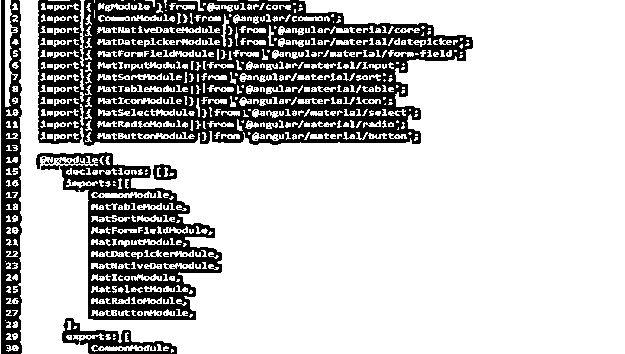 1 import { NgModule } from '@angular/core';
2 import { CommonModule } from '@angular/common';
3 import { MatNativeDateModule } from '@angular/material/core';
4 import { MatDatepickerModule } from '@angular/material/datepicker';
5 import { MatFormFieldModule } from '@angular/material/form-field';
6 import { MatInputModule } from '@angular/material/input';
7 import { MatSortModule } from '@angular/material/sort';
8 import { MatTableModule } from '@angular/material/table';
9 import { MatIconModule } from '@angular/material/icon';
10 import { MatSelectModule } from '@angular/material/select';
11 import { MatRadioModule } from '@angular/material/radio';
12 import { MatButtonModule } from '@angular/material/button';
13
14 @NgModule({
15 declarations: [],
16 imports: [
17 CommonModule,
18 MatTableModule,
19 MatSortModule,
20 MatFormFieldModule,
21 MatInputModule,
22 MatDatepickerModule,
23 MatNativeDateModule,
24 MatIconModule,
25 MatSelectModule,
26 MatRadioModule,
27 MatButtonModule,
28 ],
29 exports: [
30 CommonModule,